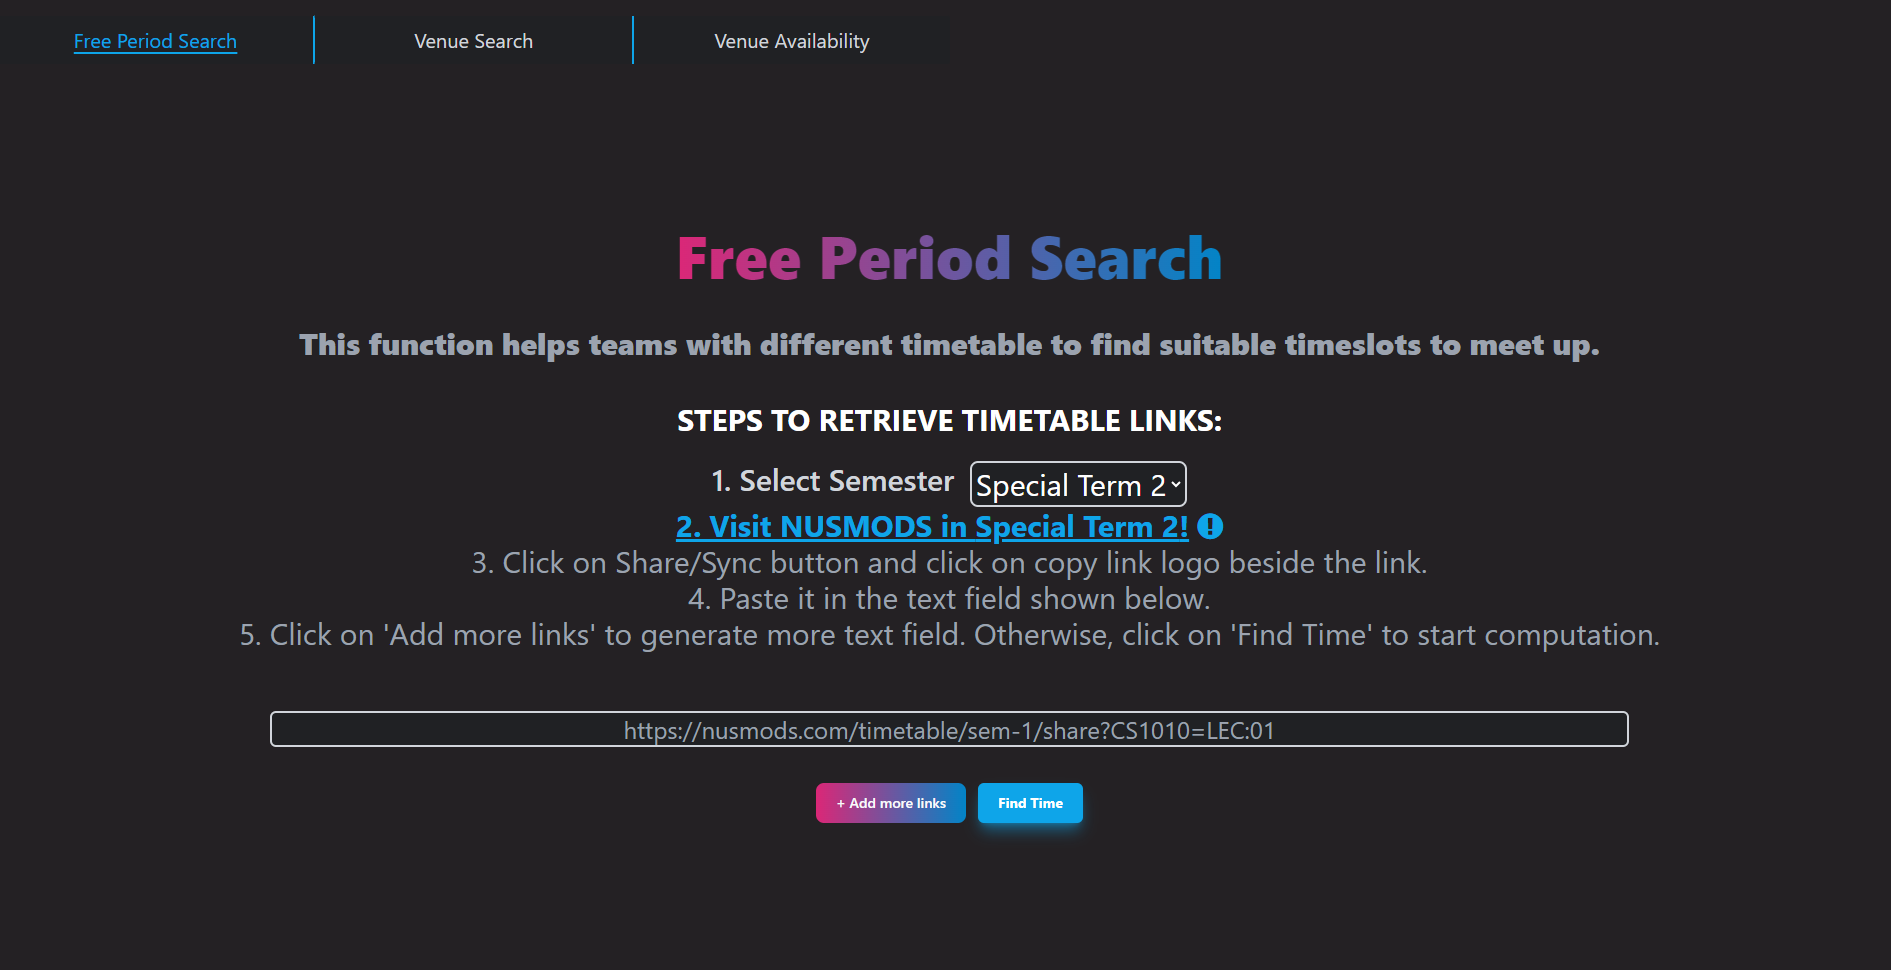 Free Period Search
Venue Search
Venue Availability
Free Period Search
This function helps teams with different timetable to find suitable timeslots to meet up.
STEPS TO RETRIEVE TIMETABLE LINKS:
1. Select Semester Special Term 2
2. Visit NUSMODS in Special Term 2!
3. Click on Share/Sync button and click on copy link logo beside the link.
4. Paste it in the text field shown below.
5. Click on 'Add more links' to generate more text field. Otherwise, click on 'Find Time' to start computation.
https://nusmods.com/timetable/sem-1/share?CS1010=LEC:01
+ Add more links
Find Time